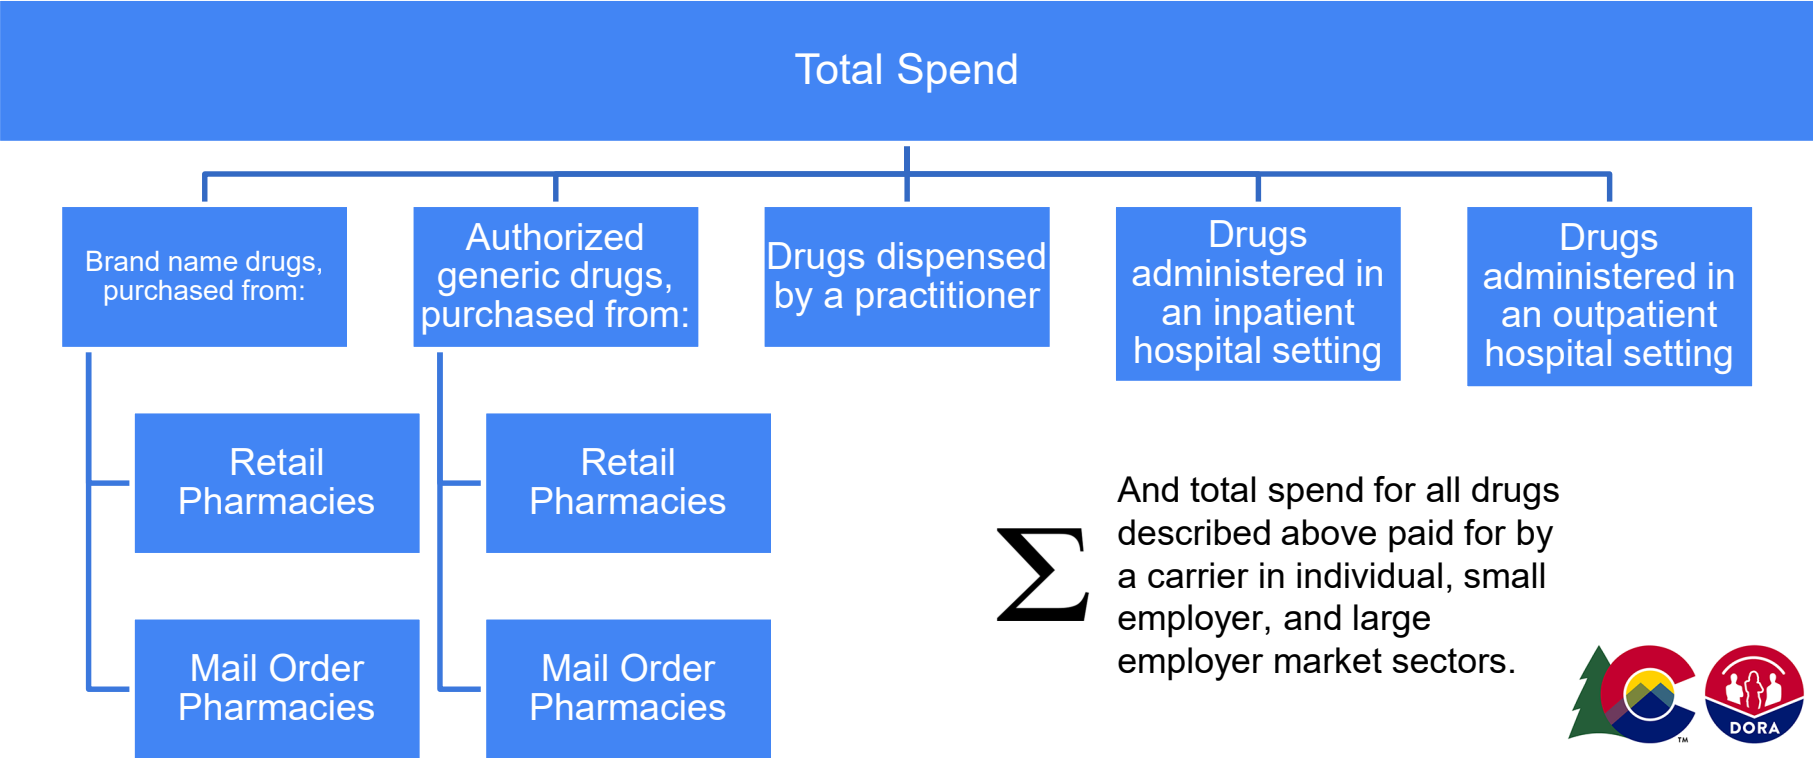 Total Spend
Brand name drugs,
purchased from:
Authorized
generic drugs,
purchased from:
Drugs dispensed
by a practitioner
Drugs
administered in
an inpatient
hospital setting
Drugs
administered in
an outpatient
hospital setting
Retail
Pharmacies
Retail
Pharmacies
Mail Order
Pharmacies
Mail Order
Pharmacies
Σ
And total spend for all drugs
described above paid for by
a carrier in individual, small
employer, and large
employer market sectors.
C
TM
DORA